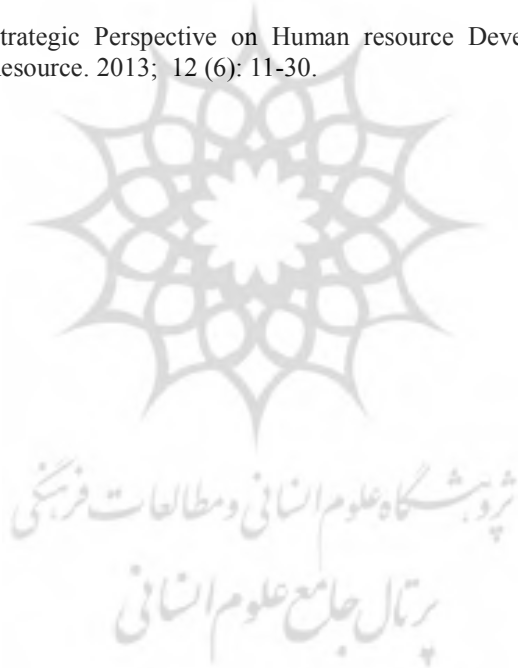 trategic Perspective on Human resource Deve
esource. 2013; 12 (6): 11-30.
پژوهشگاه علوم انسانی و مطالعات فرهنگی
پرتال جامع علوم انسانی